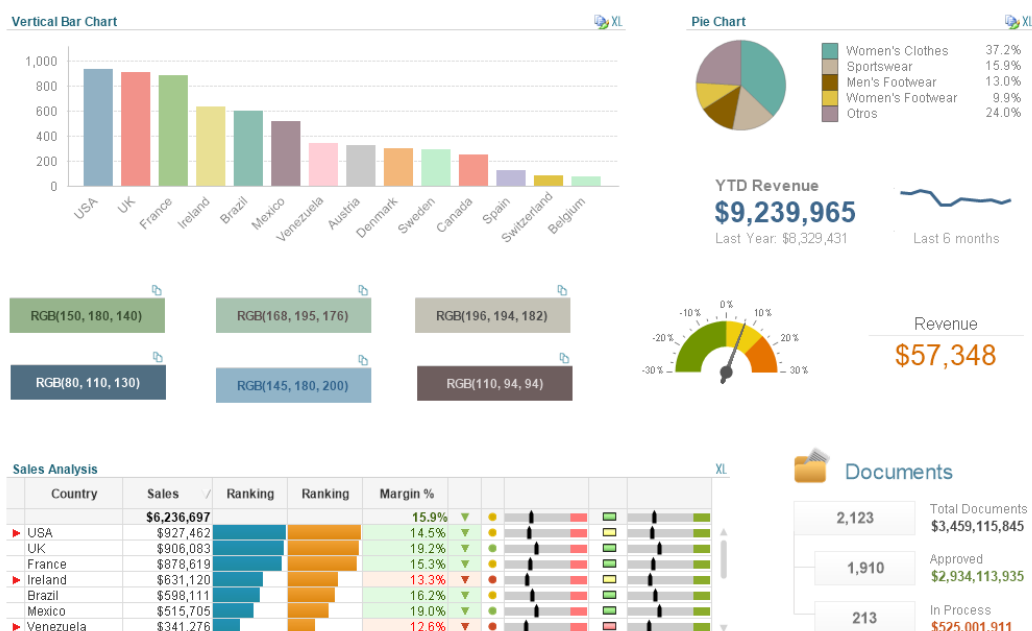 Vertical Bar Chart
XL
1,000
800
600
400
200
0
USA
UK
France
Ireland
Brazil
Mexico
Venezuela
Austria
Denmark
Sweden
Canada
Spain
Switzerland
Belgium
Pie Chart
XL
Women's Clothes 37.2%
Sportswear 15.9%
Men's Footwear 13.0%
Women's Footwear 9.9%
Otros 24.0%
YTD Revenue
$9,239,965
Last Year: $8,329,431
Last 6 months
RGB(150, 180, 140)
RGB(168, 195, 176)
RGB(196, 194, 182)
RGB(80, 110, 130)
RGB(145, 180, 200)
RGB(110, 94, 94)
-30%
-20%
-10%
0%
10%
20%
30%
Revenue
$57,348
Sales Analysis
XL
Country Sales Ranking Ranking Margin %
$6,236,697 15.9%
USA $927,462 14.5%
UK $906,083 19.2%
France $878,619 15.3%
Ireland $631,120 13.3%
Brazil $598,111 16.2%
Mexico $515,705 19.0%
Venezuela $341,276 12.6%
Documents
2,123
Total Documents
$3,459,115,845
1,910
Approved
$2,934,113,935
213
In Process
$525,001,911